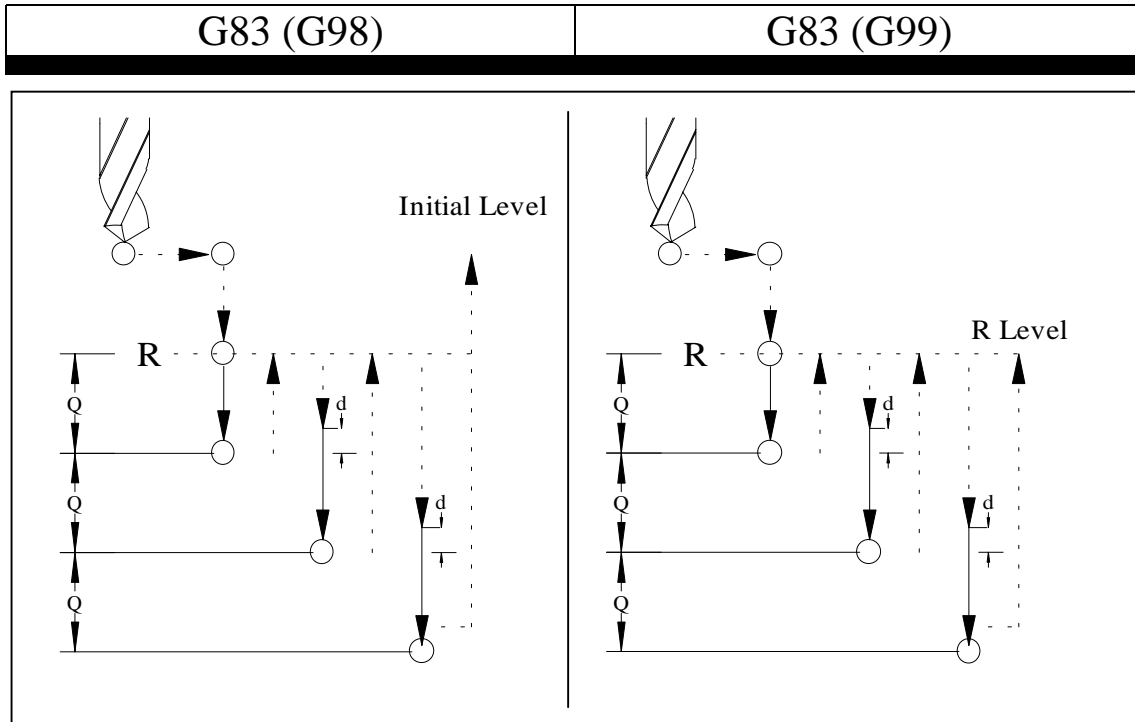 G83 (G98)
G83 (G99)
Initial Level
R
Q
d
Q
d
Q
R Level
R
Q
d
Q
d
Q